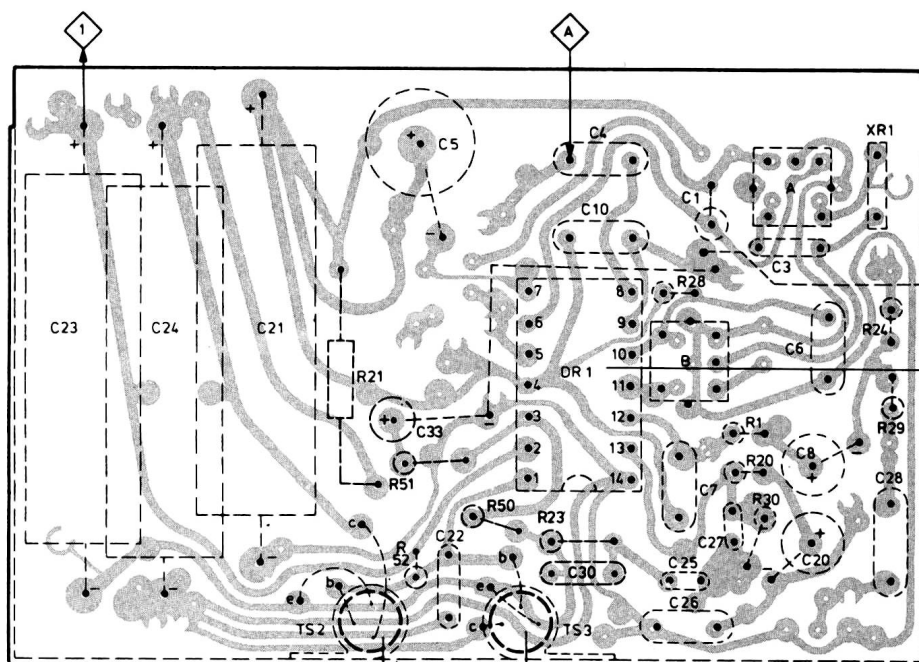 1
A
C5
C4
XR1
C1
A
C10
C3
7
8
R28
C23
C24
C21
6
9
R24
C6
R21
5
10
B
4
DR1
11
C33
3
12
R1
R29
C8
2
13
R51
R20
C7
C28
1
14
R30
R50
c
R23
R
52
C22
C27
C20
b
C25
C30
e
b
e
C26
TS2
c
TS3